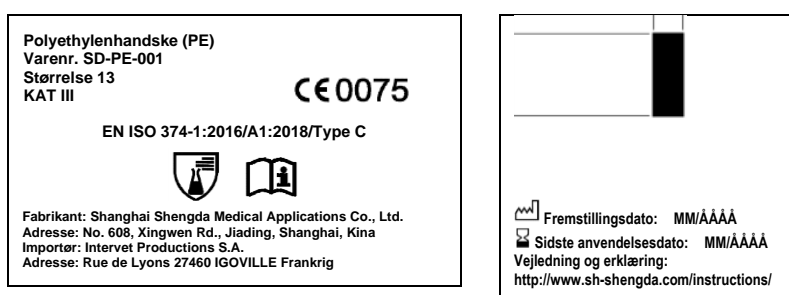 Polyethylenhandske (PE)
Varenr. SD-PE-001
Størrelse 13
KAT III
CE 0075
EN ISO 374-1:2016/A1:2018/Type C
Fabrikant: Shanghai Shengda Medical Applications Co., Ltd.
Adresse: No. 608, Xingwen Rd., Jiading, Shanghai, Kina
Importør: Intervet Productions S.A.
Adresse: Rue de Lyons 27460 IGOVILLE Frankrig
Fremstillingsdato: MM/ÅÅÅÅ
Sidste anvendelsesdato: MM/ÅÅÅÅ
Vejledning og erklæring:
http://www.sh-shengda.com/instructions/